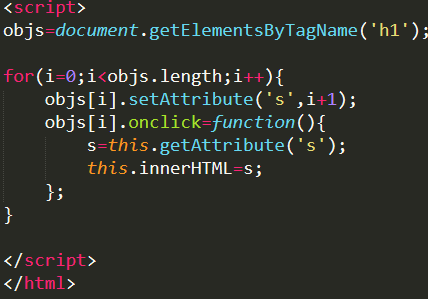 <script>
objs=document.getElementsByTagName('h1');
for(i=0;i<objs.length;i++){
objs[i].setAttribute('s',i+1);
objs[i].onclick=function(){
s=this.getAttribute('s');
this.innerHTML=s;
};
}
</script>
</html>